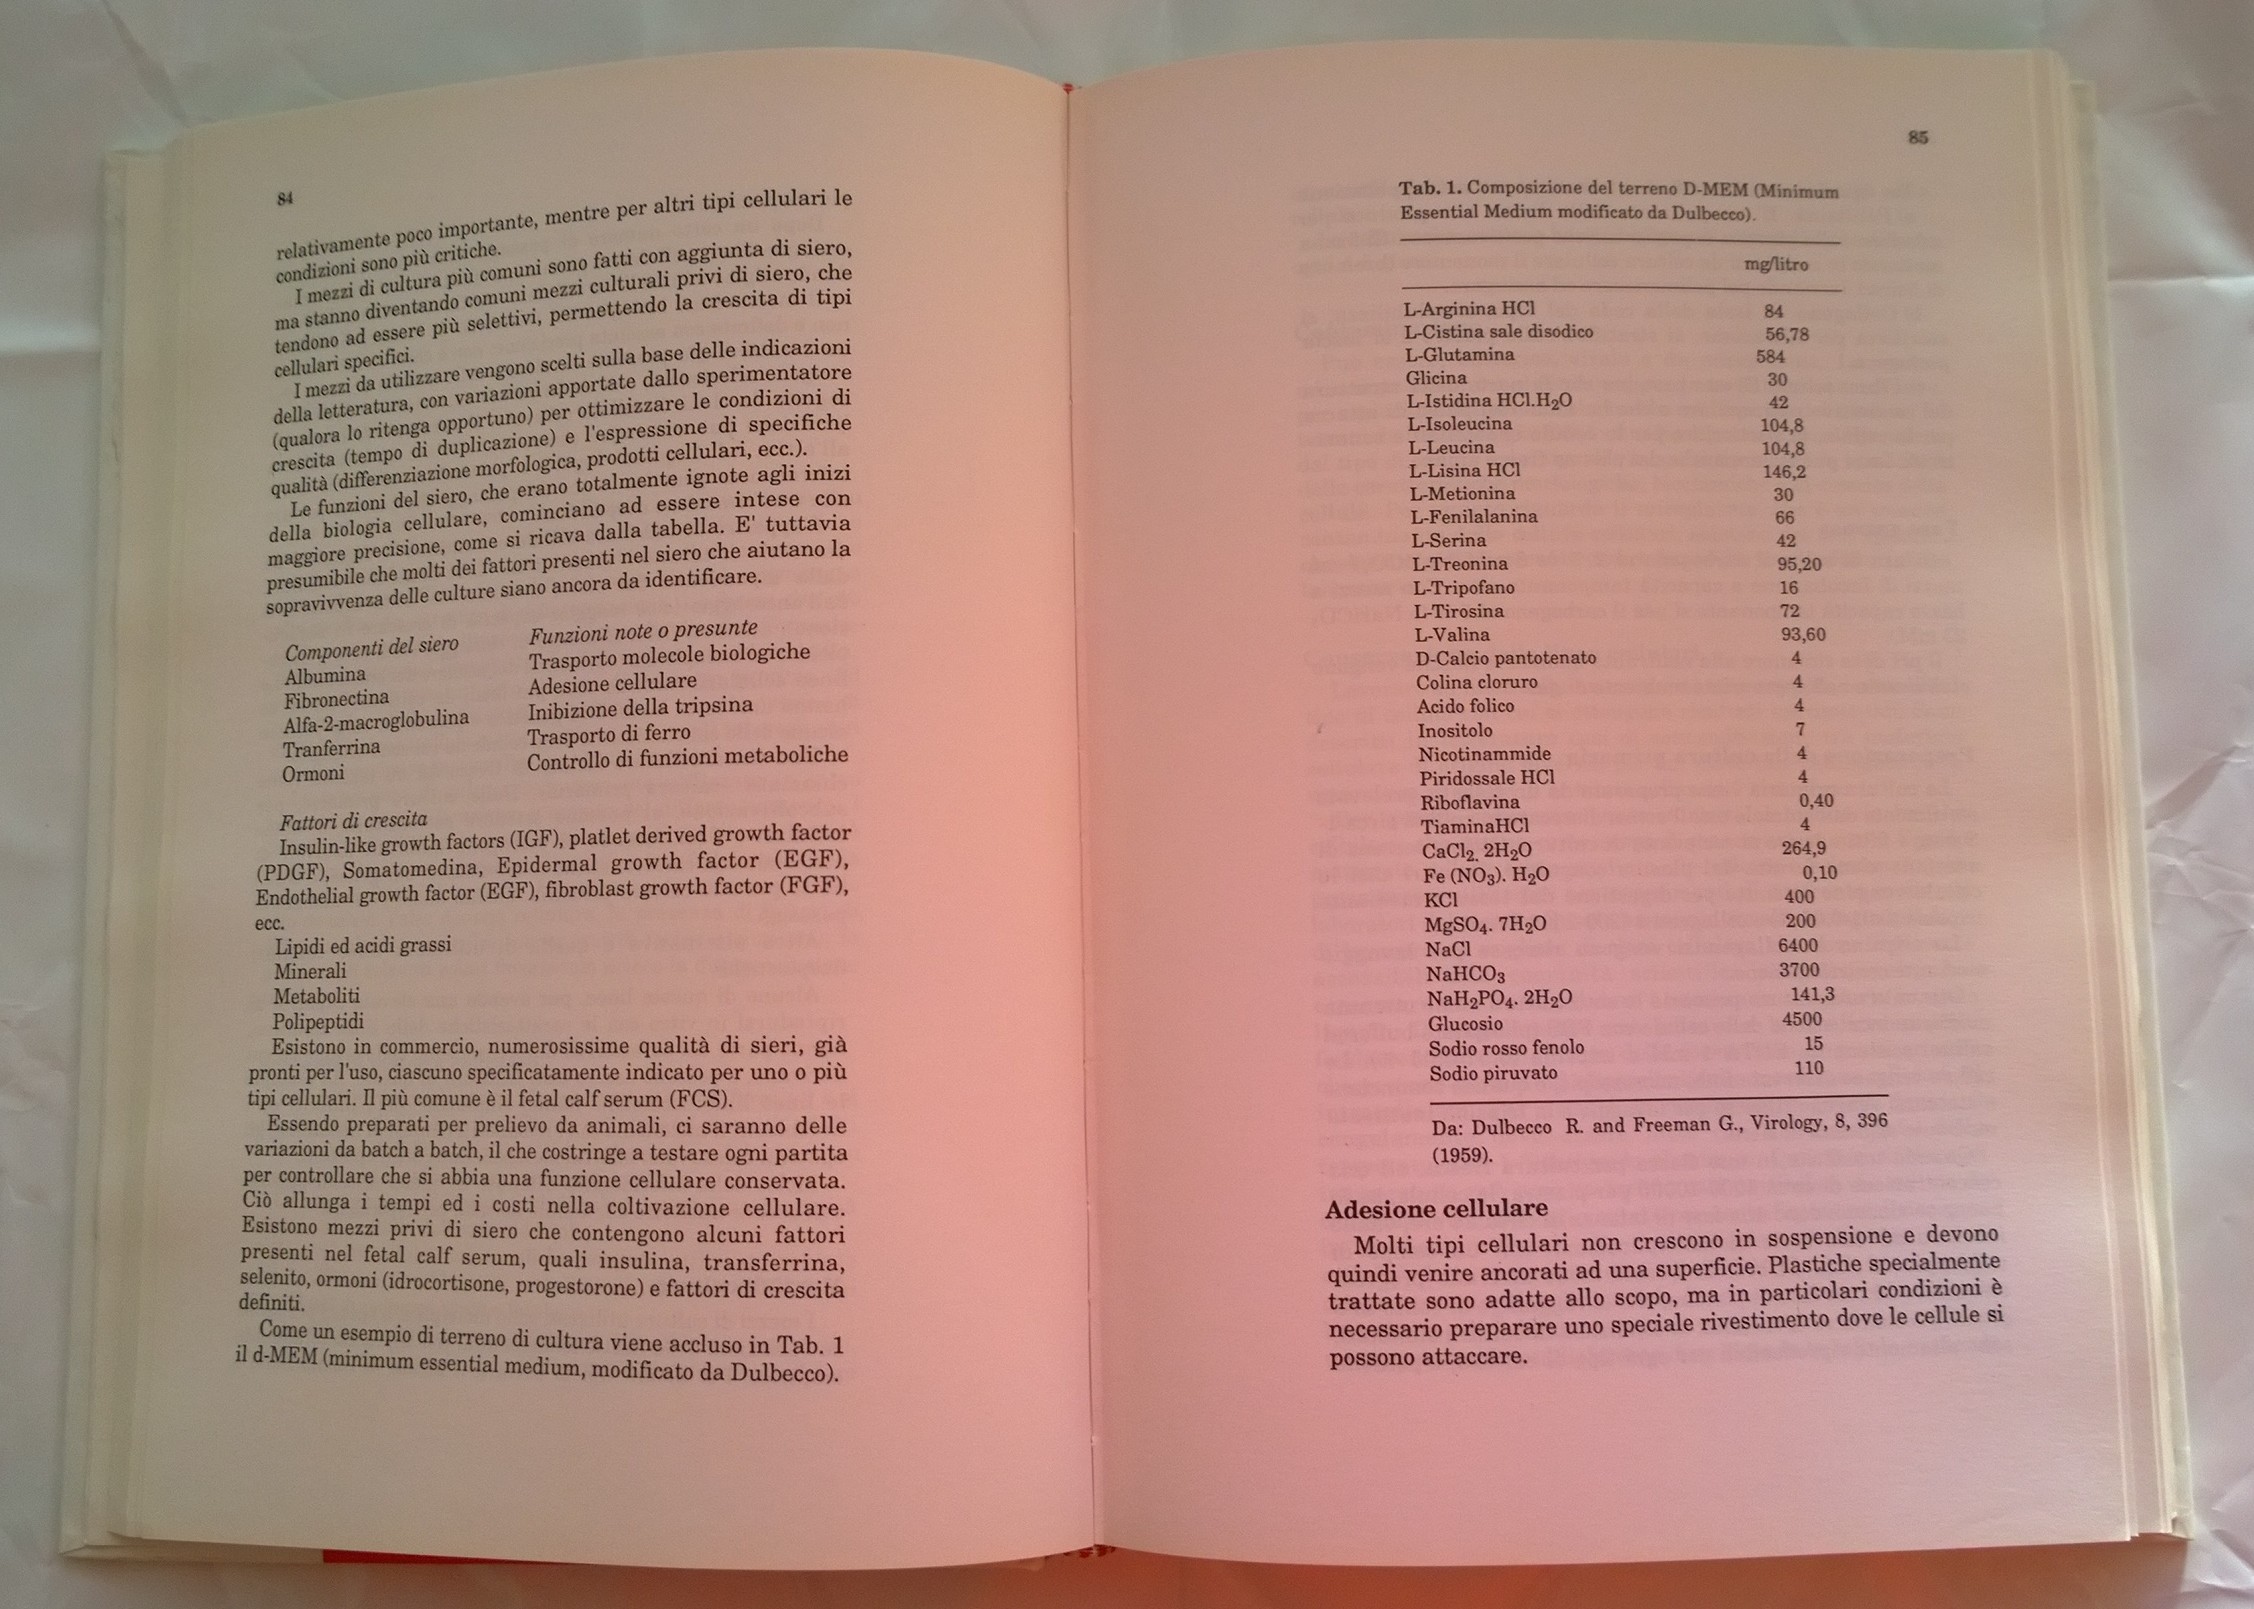 84
relativamente poco importante, mentre per altri tipi cellulari le
condizioni sono più critiche.
I mezzi di cultura più comuni sono fatti con aggiunta di siero,
ma stanno diventando comuni mezzi culturali privi di siero, che
tendono ad essere più selettivi, permettendo la crescita di tipi
cellulari specifici.
I mezzi da utilizzare vengono scelti sulla base delle indicazioni
della letteratura, con variazioni apportate dallo sperimentatore
(qualora lo ritenga opportuno) per ottimizzare le condizioni di
crescita (tempo di duplicazione) e l'espressione di specifiche
qualità (differenziazione morfologica, prodotti cellulari, ecc.).
Le funzioni del siero, che erano totalmente ignote agli inizi
della biologia cellulare, cominciano ad essere intese con
maggiore precisione, come si ricava dalla tabella. E' tuttavia
presumibile che molti dei fattori presenti nel siero che aiutano la
sopravivvenza delle culture siano ancora da identificare.
Componenti del siero Funzioni note o presunte
Albumina Trasporto molecole biologiche
Fibronectina Adesione cellulare
Alfa-2-macroglobulina Inibizione della tripsina
Tranferrina Trasporto di ferro
Ormoni Controllo di funzioni metaboliche
Fattori di crescita
Insulin-like growth factors (IGF), platlet derived growth factor
(PDGF), Somatomedina, Epidermal growth factor (EGF),
Endothelial growth factor (EGF), fibroblast growth factor (FGF),
ecc.
Lipidi ed acidi grassi
Minerali
Metaboliti
Polipeptidi
Esistono in commercio, numerosissime qualità di sieri, già
pronti per l'uso, ciascuno specificatamente indicato per uno o più
tipi cellulari. Il più comune è il fetal calf serum (FCS).
Essendo preparati per prelievo da animali, ci saranno delle
variazioni da batch a batch, il che costringe a testare ogni partita
per controllare che si abbia una funzione cellulare conservata.
Ciò allunga i tempi ed i costi nella coltivazione cellulare.
Esistono mezzi privi di siero che contengono alcuni fattori
presenti nel fetal calf serum, quali insulina, transferrina,
selenito, ormoni (idrocortisone, progestorone) e fattori di crescita
definiti.
Come un esempio di terreno di cultura viene accluso in Tab. 1
il d-MEM (minimum essential medium, modificato da Dulbecco).
85
Tab. 1. Composizione del terreno D-MEM (Minimum
Essential Medium modificato da Dulbecco).
mg/litro
L-Arginina HCl 84
L-Cistina sale disodico 56,78
L-Glutamina 584
Glicina 30
L-Istidina HCl.H2O 42
L-Isoleucina 104,8
L-Leucina 104,8
L-Lisina HCl 146,2
L-Metionina 30
L-Fenilalanina 66
L-Serina 42
L-Treonina 95,20
L-Tripofano 16
L-Tirosina 72
L-Valina 93,60
D-Calcio pantotenato 4
Colina cloruro 4
Acido folico 4
Inositolo 7
Nicotinammide 4
Piridossale HCl 4
Riboflavina 0,40
TiaminaHCl 4
CaCl2. 2H2O 264,9
Fe (NO3). H2O 0,10
KCl 400
MgSO4. 7H2O 200
NaCl 6400
NaHCO3 3700
NaH2PO4. 2H2O 141,3
Glucosio 4500
Sodio rosso fenolo 15
Sodio piruvato 110
Da: Dulbecco R. and Freeman G., Virology, 8, 396
(1959).
Adesione cellulare
Molti tipi cellulari non crescono in sospensione e devono
quindi venire ancorati ad una superficie. Plastiche specialmente
trattate sono adatte allo scopo, ma in particolari condizioni è
necessario preparare uno speciale rivestimento dove le cellule si
possono attaccare.